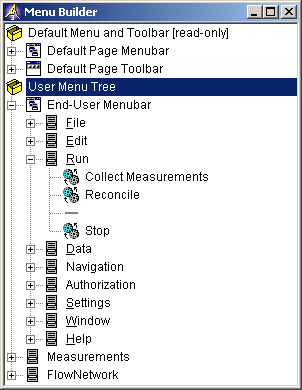 Menu Builder
Default Menu and Toolbar [read-only]
Default Page Menubar
Default Page Toolbar
User Menu Tree
End-User Menubar
File
Edit
Run
Collect Measurements
Reconcile
Stop
Data
Navigation
Authorization
Settings
Window
Help
Measurements
FlowNetwork